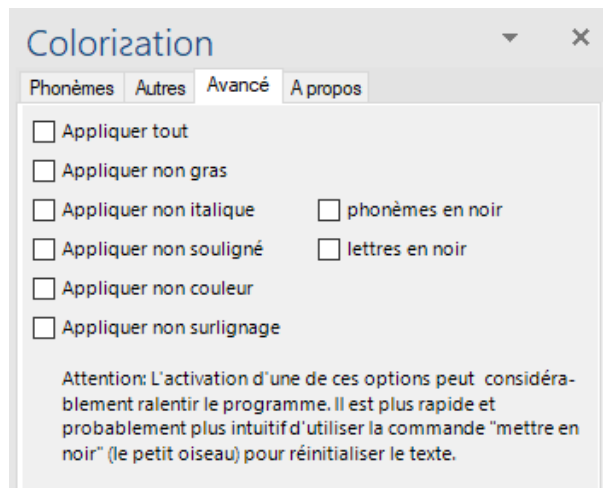 Colorisation
Phonèmes Autres Avancé A propos
Appliquer tout
Appliquer non gras
Appliquer non italique phonèmes en noir
Appliquer non souligné lettres en noir
Appliquer non couleur
Appliquer non surlignage
Attention: L'activation d'une de ces options peut considéra-
blement ralentir le programme. Il est plus rapide et
probablement plus intuitif d'utiliser la commande "mettre en
noir" (le petit oiseau) pour réinitialiser le texte.